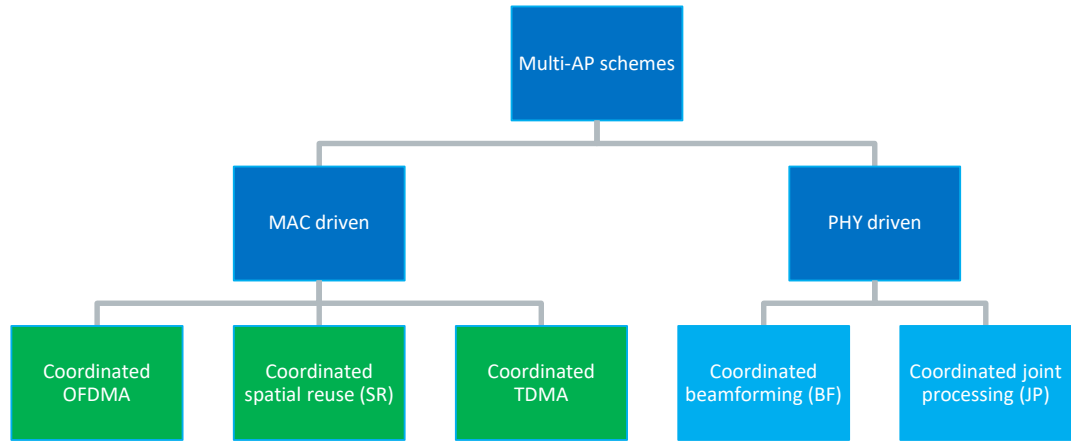 Multi-AP schemes
MAC driven
PHY driven
Coordinated
OFDMA
Coordinated
spatial reuse (SR)
Coordinated
TDMA
Coordinated
beamforming (BF)
Coordinated joint
processing (JP)